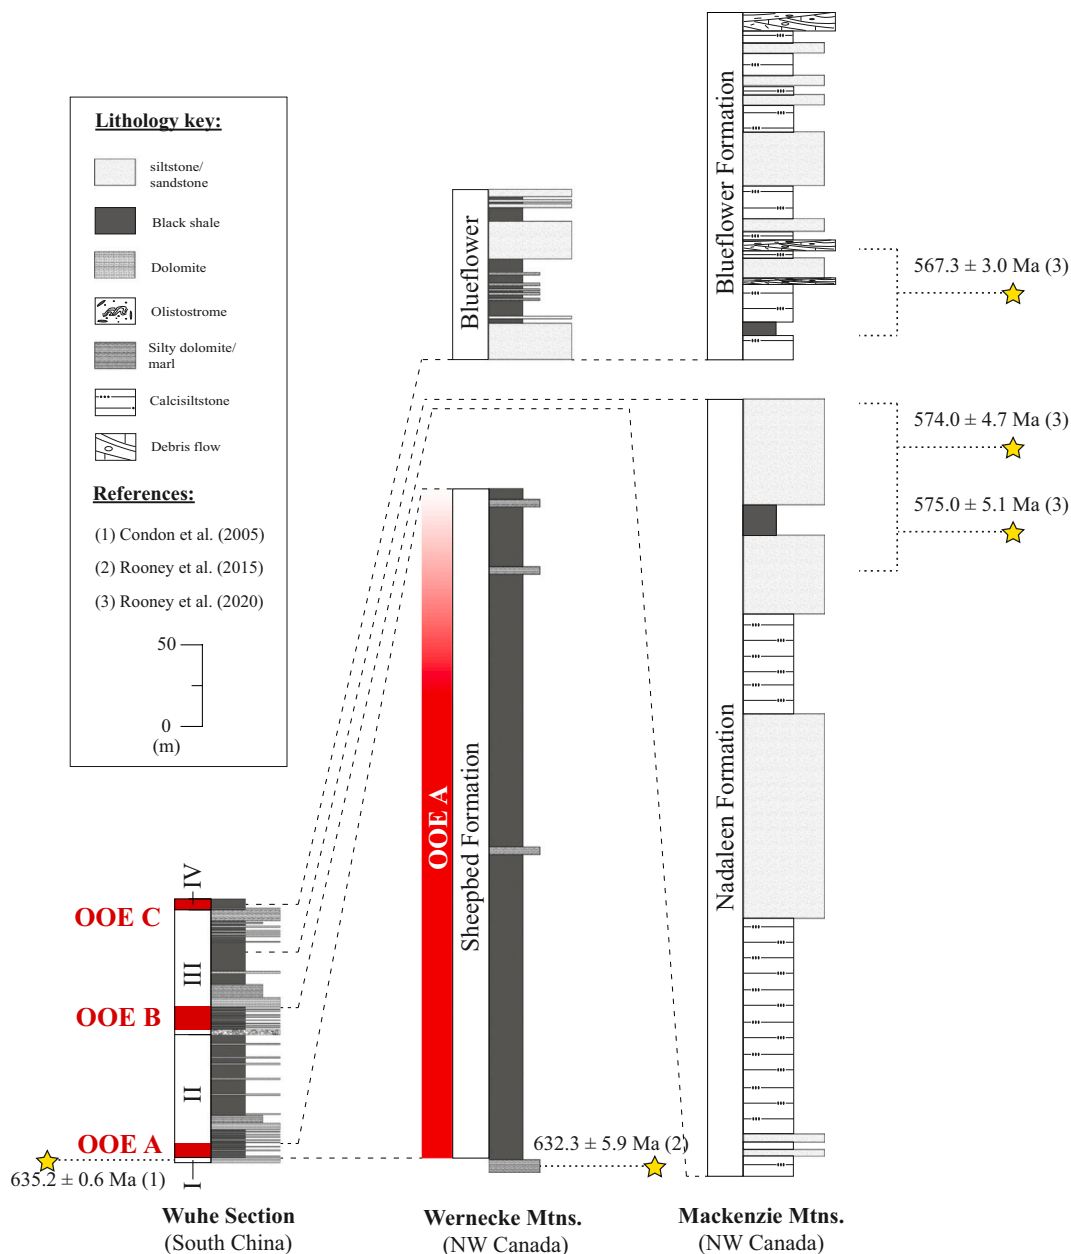 Lithology key:
siltstone/
sandstone
Black shale
Dolomite
Olistostrome
Silty dolomite/
marl
Calcisiltstone
Debris flow
References:
(1) Condon et al. (2005)
(2) Rooney et al. (2015)
(3) Rooney et al. (2020)
50
0
(m)
IV
OOE C
III
OOE B
II
OOE A
I
635.2 ± 0.6 Ma (1)
Wuhe Section
(South China)
Blueflower
OOE A
Sheepbed Formation
632.3 ± 5.9 Ma (2)
Wernecke Mtns.
(NW Canada)
Blueflower Formation
567.3 ± 3.0 Ma (3)
574.0 ± 4.7 Ma (3)
575.0 ± 5.1 Ma (3)
Nadaleen Formation
Mackenzie Mtns.
(NW Canada)